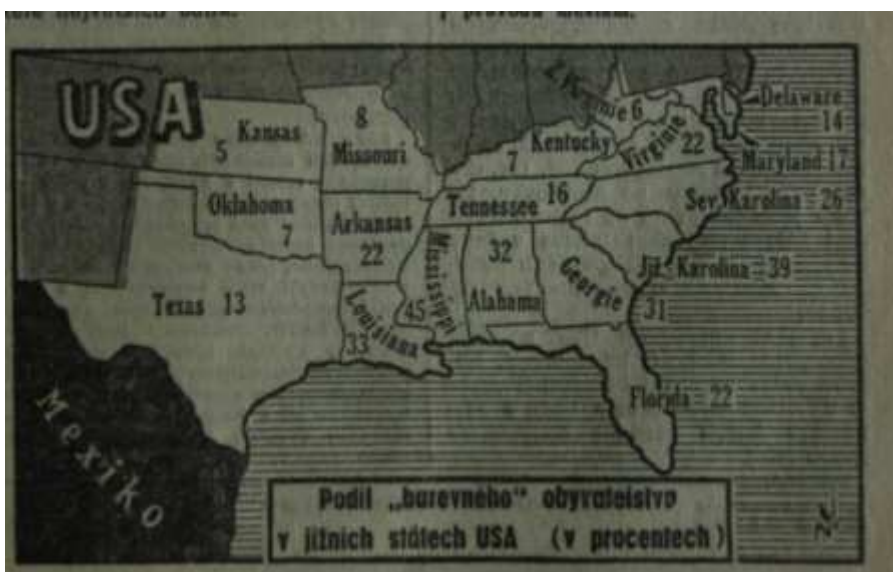 USA
Kansas
5
8
Missouri
Z.Virginie 6
Kentucky
7
Virginie
22
Delaware
14
Maryland 17
Oklahoma
7
Arkansas
22
Tennessee 16
Sev. Karolina = 26
Texas 13
Louisiana
33
Mississippi
45
32
Alabama
Georgie
31
Již. Karolina = 39
Florida = 22
Mexiko
Podíl „barevného“ obyvatelstva
v jižních státech USA (v procentech)